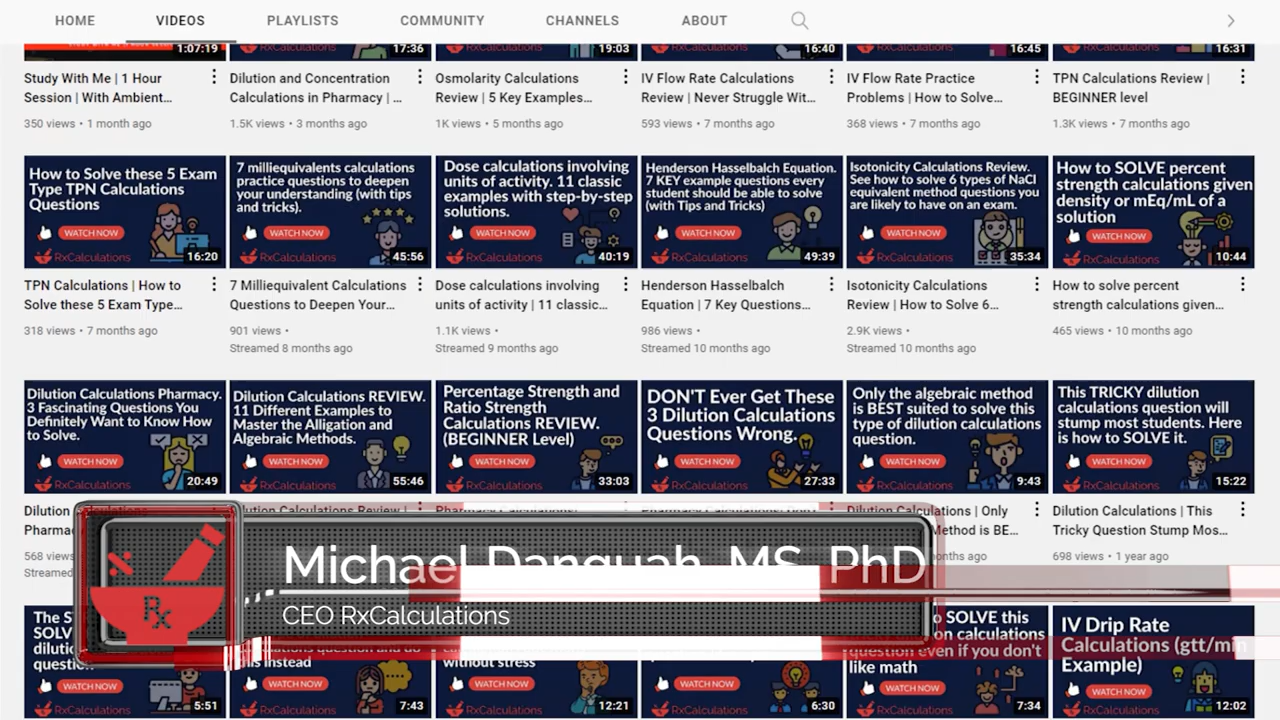 HOME VIDEOS PLAYLISTS COMMUNITY CHANNELS ABOUT
1:07:19 17:36 19:03 16:40 16:45 16:31
Study With Me | 1 Hour
Session | With Ambient...
350 views • 1 month ago
Dilution and Concentration
Calculations in Pharmacy | ...
1.5K views • 3 months ago
Osmolarity Calculations
Review | 5 Key Examples...
1K views • 5 months ago
IV Flow Rate Calculations
Review | Never Struggle Wit...
593 views • 7 months ago
IV Flow Rate Practice
Problems | How to Solve...
368 views • 7 months ago
TPN Calculations Review |
BEGINNER level
1.3K views • 7 months ago
How to Solve these 5 Exam
Type TPN Calculations
Questions
WATCH NOW
RxCalculations
16:20
TPN Calculations | How to
Solve these 5 Exam Type...
318 views • 7 months ago
7 milliequivalents calculations
practice questions to deepen
your understanding (with tips
and tricks).
WATCH NOW
RxCalculations
45:56
7 Milliequivalent Calculations
Questions to Deepen Your...
901 views •
Streamed 8 months ago
Dose calculations involving
units of activity. 11 classic
examples with step-by-step
solutions.
WATCH NOW
RxCalculations
40:19
Dose calculations involving
units of activity | 11 classic...
1.1K views •
Streamed 9 months ago
Henderson Hasselbalch Equation.
7 KEY example questions every
student should be able to solve
(with Tips and Tricks)
WATCH NOW
RxCalculations
49:39
Henderson Hasselbalch
Equation | 7 Key Questions...
986 views •
Streamed 10 months ago
Isotonicity Calculations Review.
See how to solve 6 types of NaCl
equivalent method questions you
are likely to have on an exam.
WATCH NOW
RxCalculations
35:34
Isotonicity Calculations
Review | How to Solve 6...
2.9K views •
Streamed 10 months ago
How to SOLVE percent
strength calculations given
density or mEq/mL of a
solution
WATCH NOW
RxCalculations
10:44
How to solve percent
strength calculations given...
465 views • 10 months ago
Dilution Calculations Pharmacy.
3 Fascinating Questions You
Definitely Want to Know How
to Solve.
WATCH NOW
RxCalculations
20:49
568 views
Streamed
Dilution Calculations REVIEW.
11 Different Examples to
Master the Alligation and
Algebraic Methods.
WATCH NOW
RxCalculations
55:46
Percentage Strength and
Ratio Strength
Calculations REVIEW.
(BEGINNER Level)
WATCH NOW
RxCalculations
33:03
DON'T Ever Get These
3 Dilution Calculations
Questions Wrong.
WATCH NOW
RxCalculations
27:33
Only the algebraic method
is BEST suited to solve this
type of dilution calculations
question.
WATCH NOW
RxCalculations
9:43
Dilution Calculations | Only
Method is BE...
months ago
This TRICKY dilution
calculations question will
stump most students. Here
is how to SOLVE it.
WATCH NOW
RxCalculations
15:22
Dilution Calculations | This
Tricky Question Stump Mos...
698 views • 1 year ago
Michael Danquah, MS, PhD
CEO RxCalculations
Rx
WATCH NOW
RxCalculations
5:51
this instead
WATCH NOW
RxCalculations
7:43
without stress
WATCH NOW
RxCalculations
12:21
WATCH NOW
RxCalculations
6:30
SOLVE this
calculations
question even if you don't
like math
WATCH NOW
RxCalculations
7:34
IV Drip Rate
Calculations (gtt/min
Example)
WATCH NOW
RxCalculations
12:02